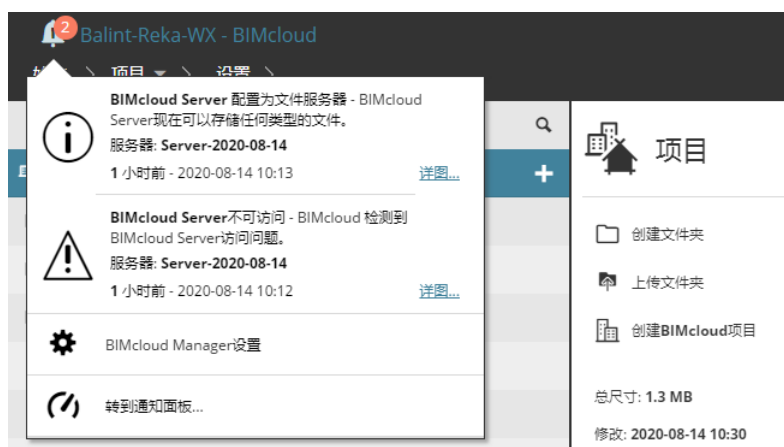 2
Balint-Reka-WX - BIMcloud
项目
设置
BIMcloud Server 配置为文件服务器 - BIMcloud
Server现在可以存储任何类型的文件。
服务器: Server-2020-08-14
1 小时前 - 2020-08-14 10:13
详图...
BIMcloud Server不可访问 - BIMcloud 检测到
BIMcloud Server访问问题。
服务器: Server-2020-08-14
1 小时前 - 2020-08-14 10:12
详图...
BIMcloud Manager设置
转到通知面板...
项目
创建文件夹
上传文件夹
创建BIMcloud项目
总尺寸: 1.3 MB
修改: 2020-08-14 10:30